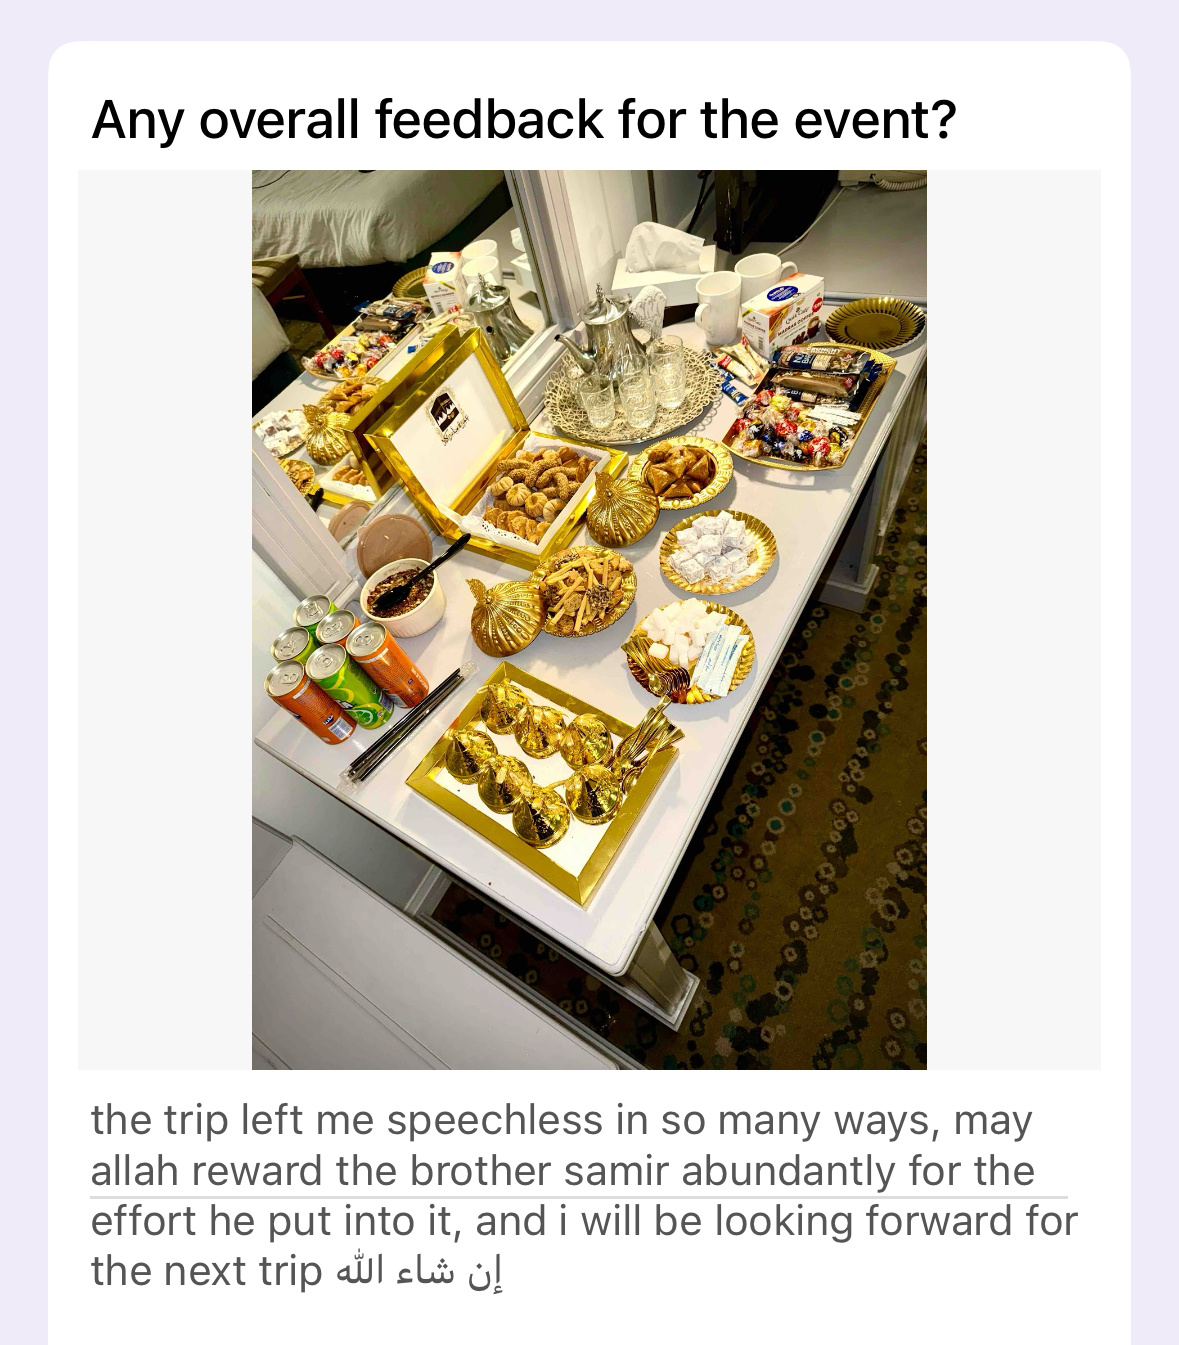 Any overall feedback for the event?
the trip left me speechless in so many ways, may
allah reward the brother samir abundantly for the
effort he put into it, and i will be looking forward for
the next trip إن شاء الله